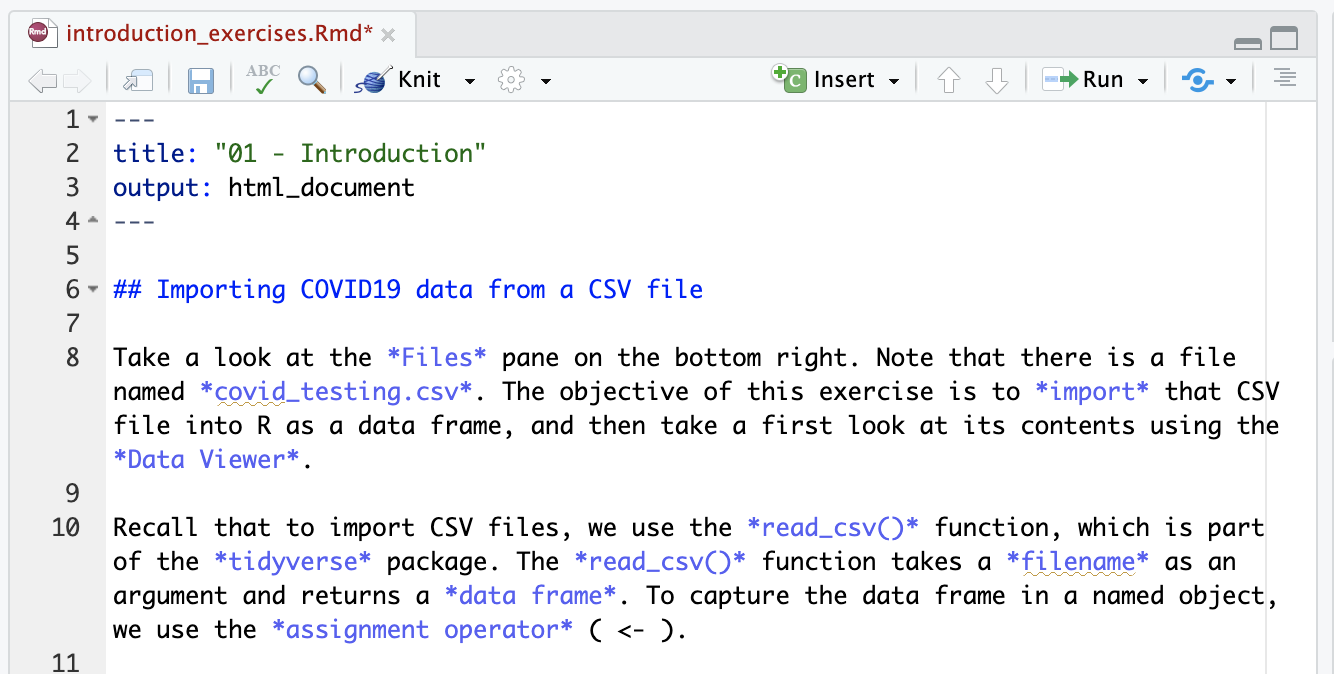 Rmd introduction_exercises.Rmd*
ABC Knit Insert Run
1 ---
2 title: "01 - Introduction"
3 output: html_document
4 ---
5
6 ## Importing COVID19 data from a CSV file
7
8 Take a look at the *Files* pane on the bottom right. Note that there is a file
named *covid_testing.csv*. The objective of this exercise is to *import* that CSV
file into R as a data frame, and then take a first look at its contents using the
*Data Viewer*.
9
10 Recall that to import CSV files, we use the *read_csv()* function, which is part
of the *tidyverse* package. The *read_csv()* function takes a *filename* as an
argument and returns a *data frame*. To capture the data frame in a named object,
we use the *assignment operator* ( <- ).
11